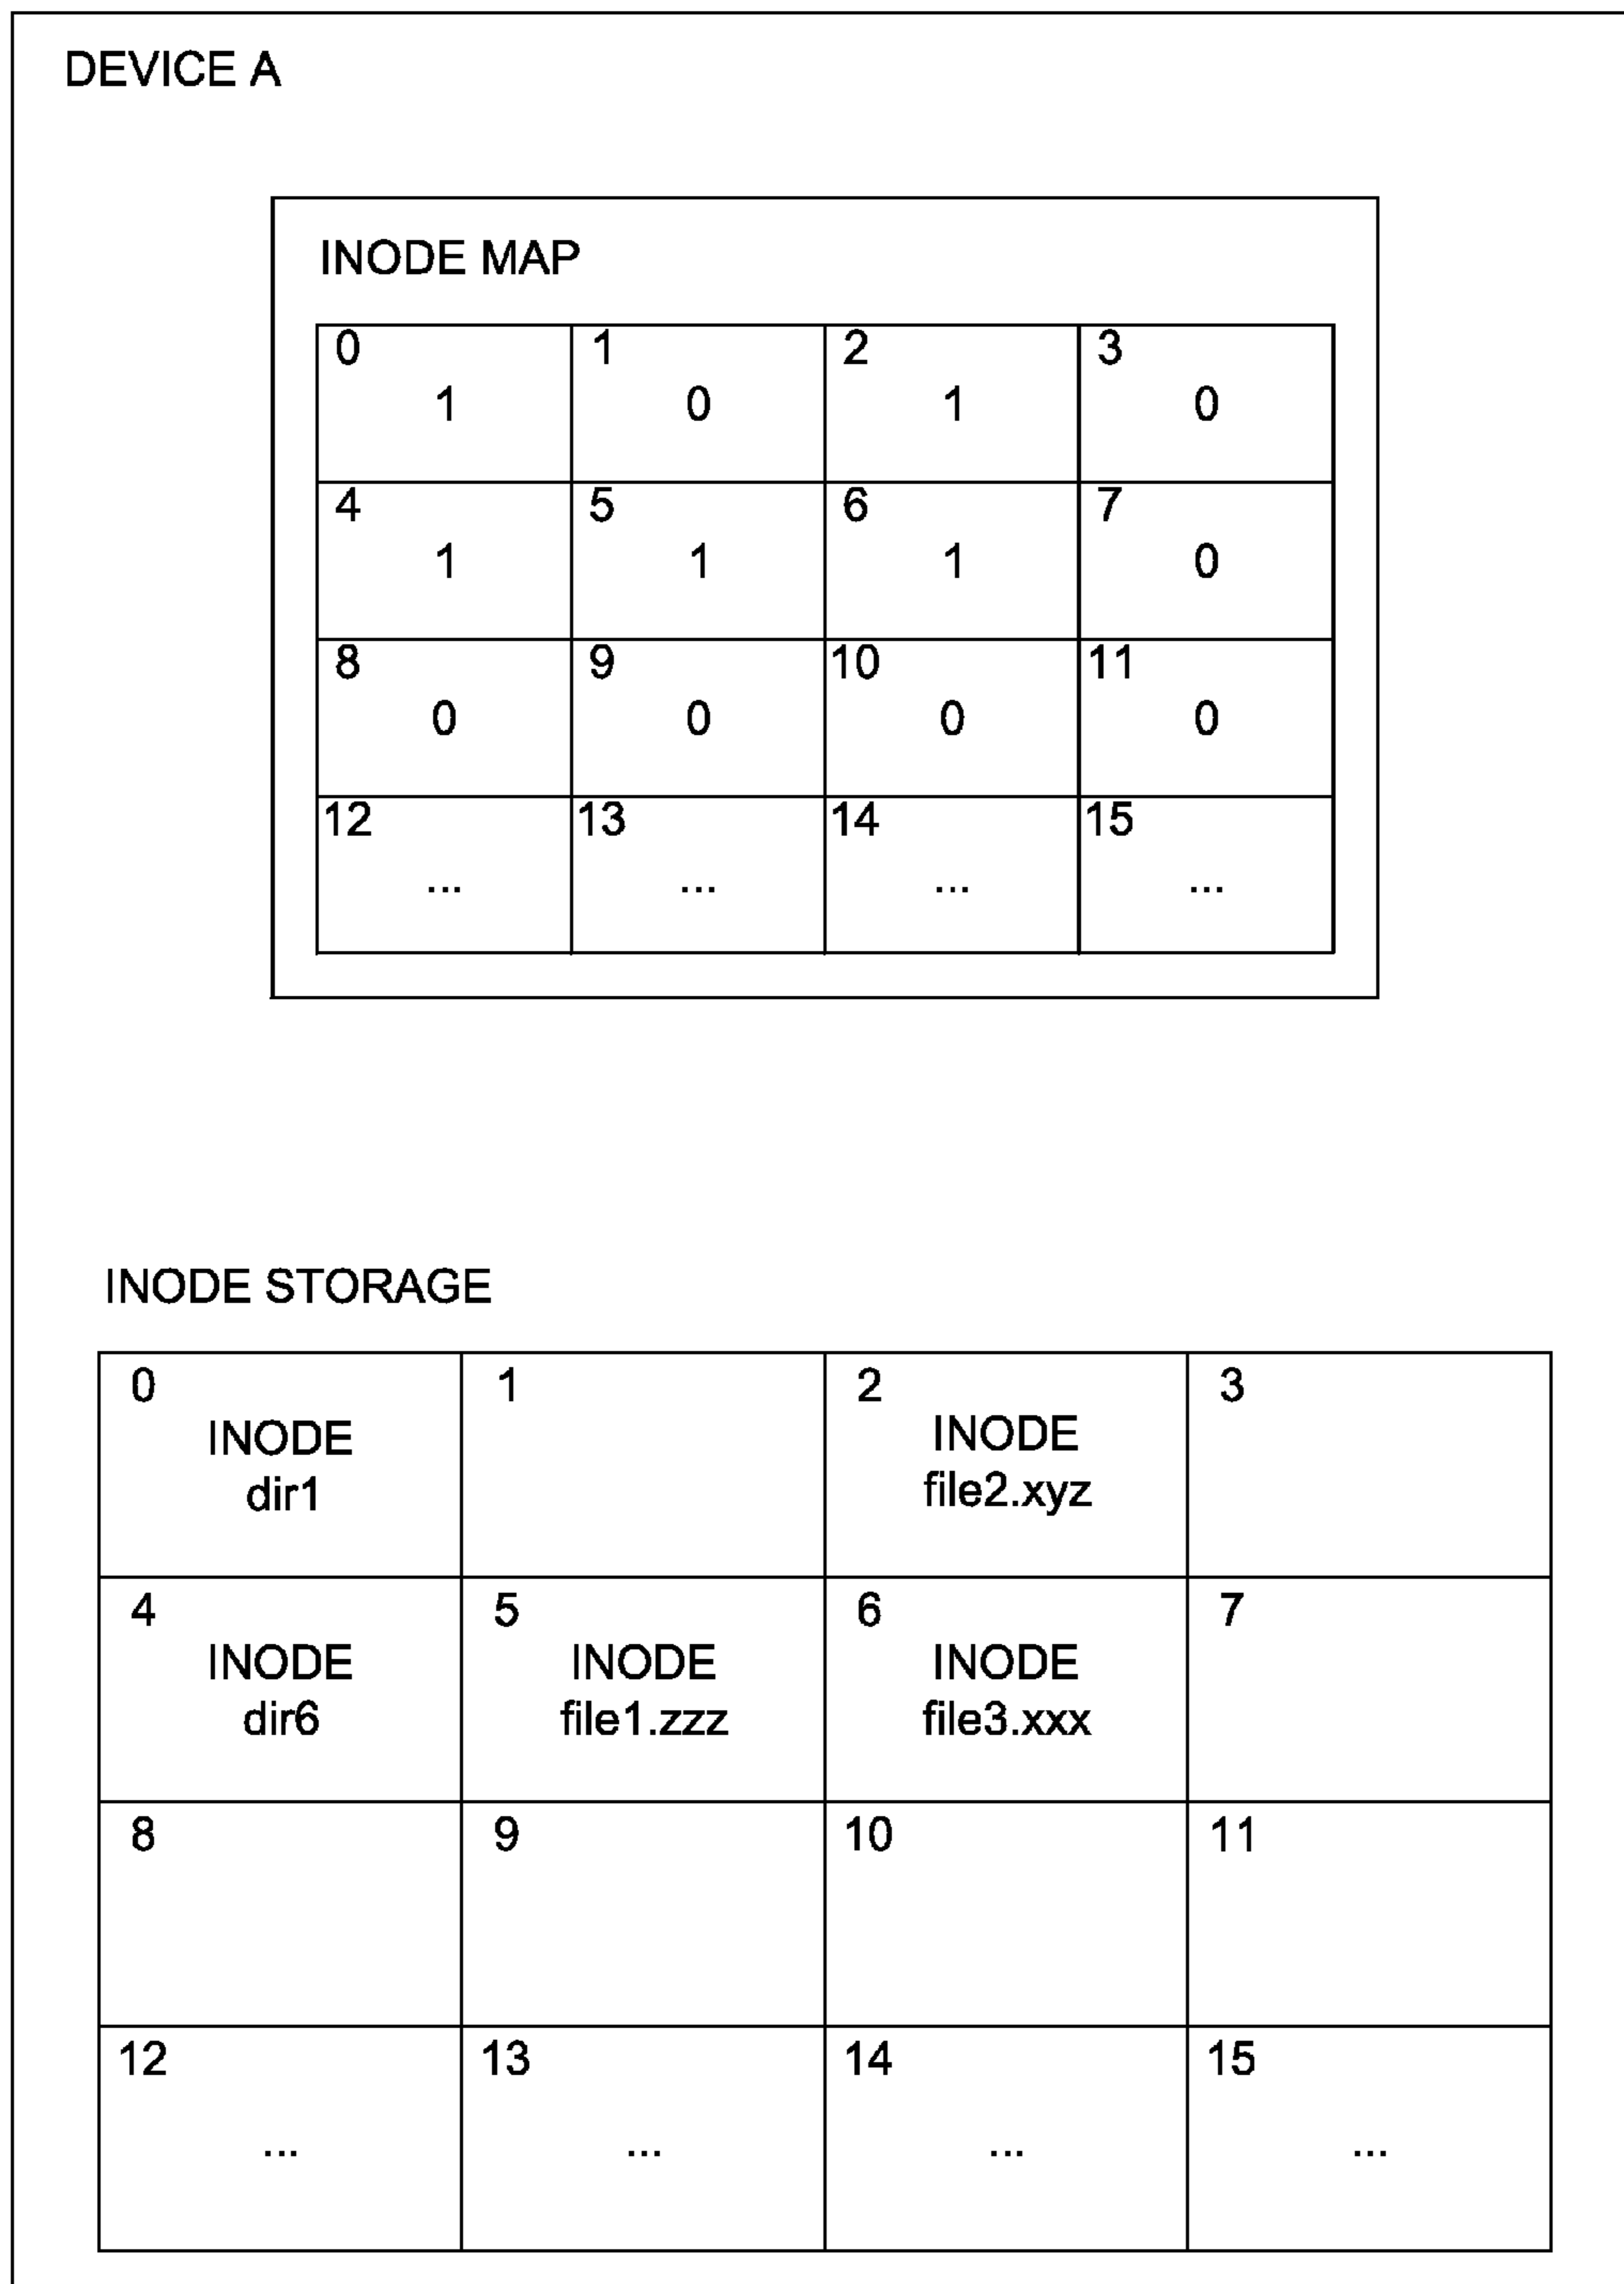 DEVICE A
INODE MAP
0 1 2 3
1 0 1 0
4 5 6 7
1 1 1 0
8 9 10 11
0 0 0 0
12 13 14 15
... ... ... ...
INODE STORAGE
0 1 2 3
INODE INODE
dir1 file2.xyz
4 5 6 7
INODE INODE INODE
dir6 file1.zzz file3.xxx
8 9 10 11
12 13 14 15
... ... ... ...